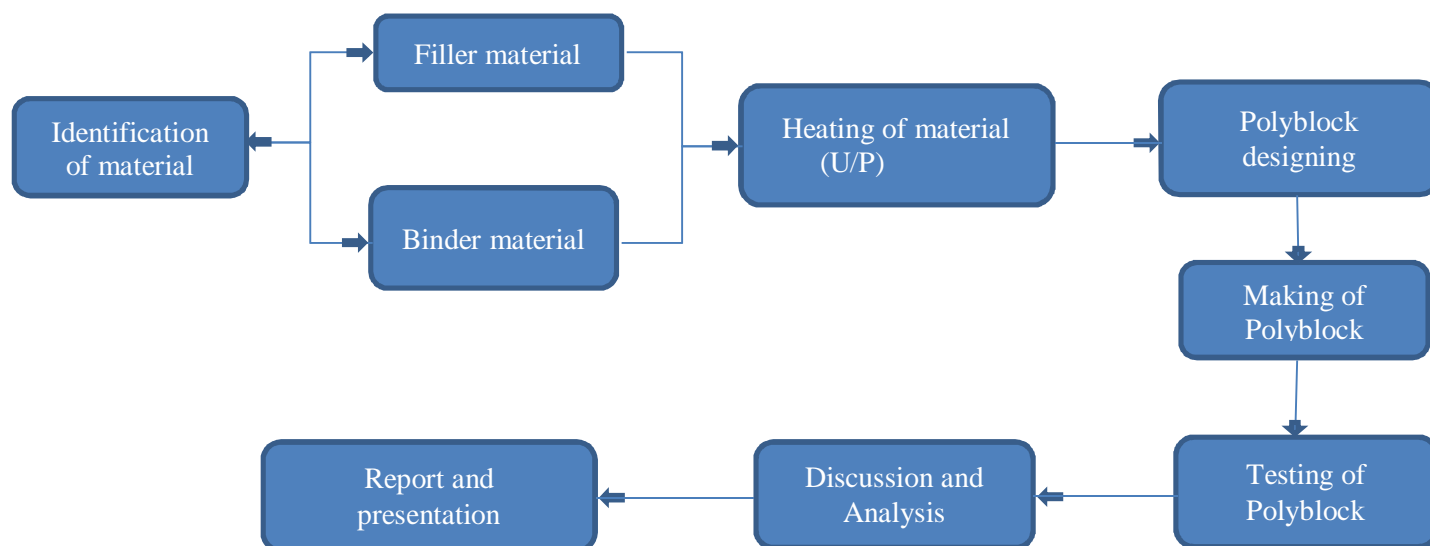 Filler material
Identification
of material
Heating of material
(U/P)
Polyblock
designing
Binder material
Making of
Polyblock
Report and
presentation
Discussion and
Analysis
Testing of
Polyblock